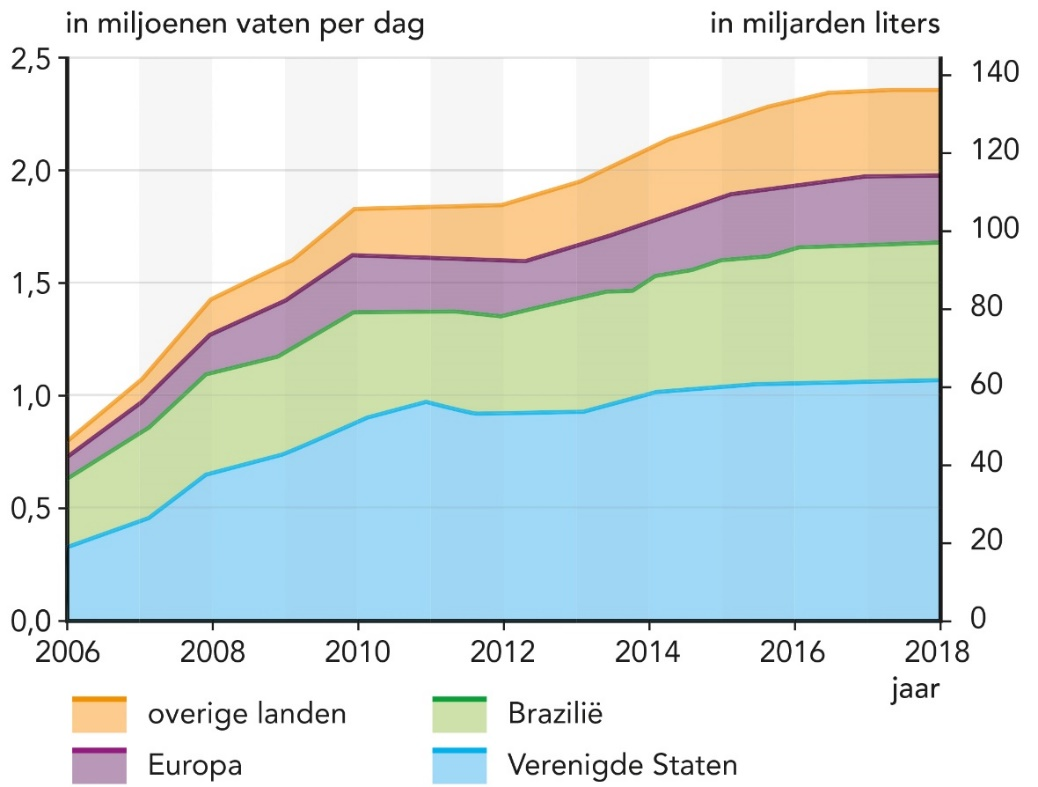 in miljoenen vaten per dag
in miljarden liters
2,5
2,0
1,5
1,0
0,5
0,0
140
120
100
80
60
40
20
0
2006 2008 2010 2012 2014 2016 2018
jaar
overige landen
Brazilië
Europa
Verenigde Staten